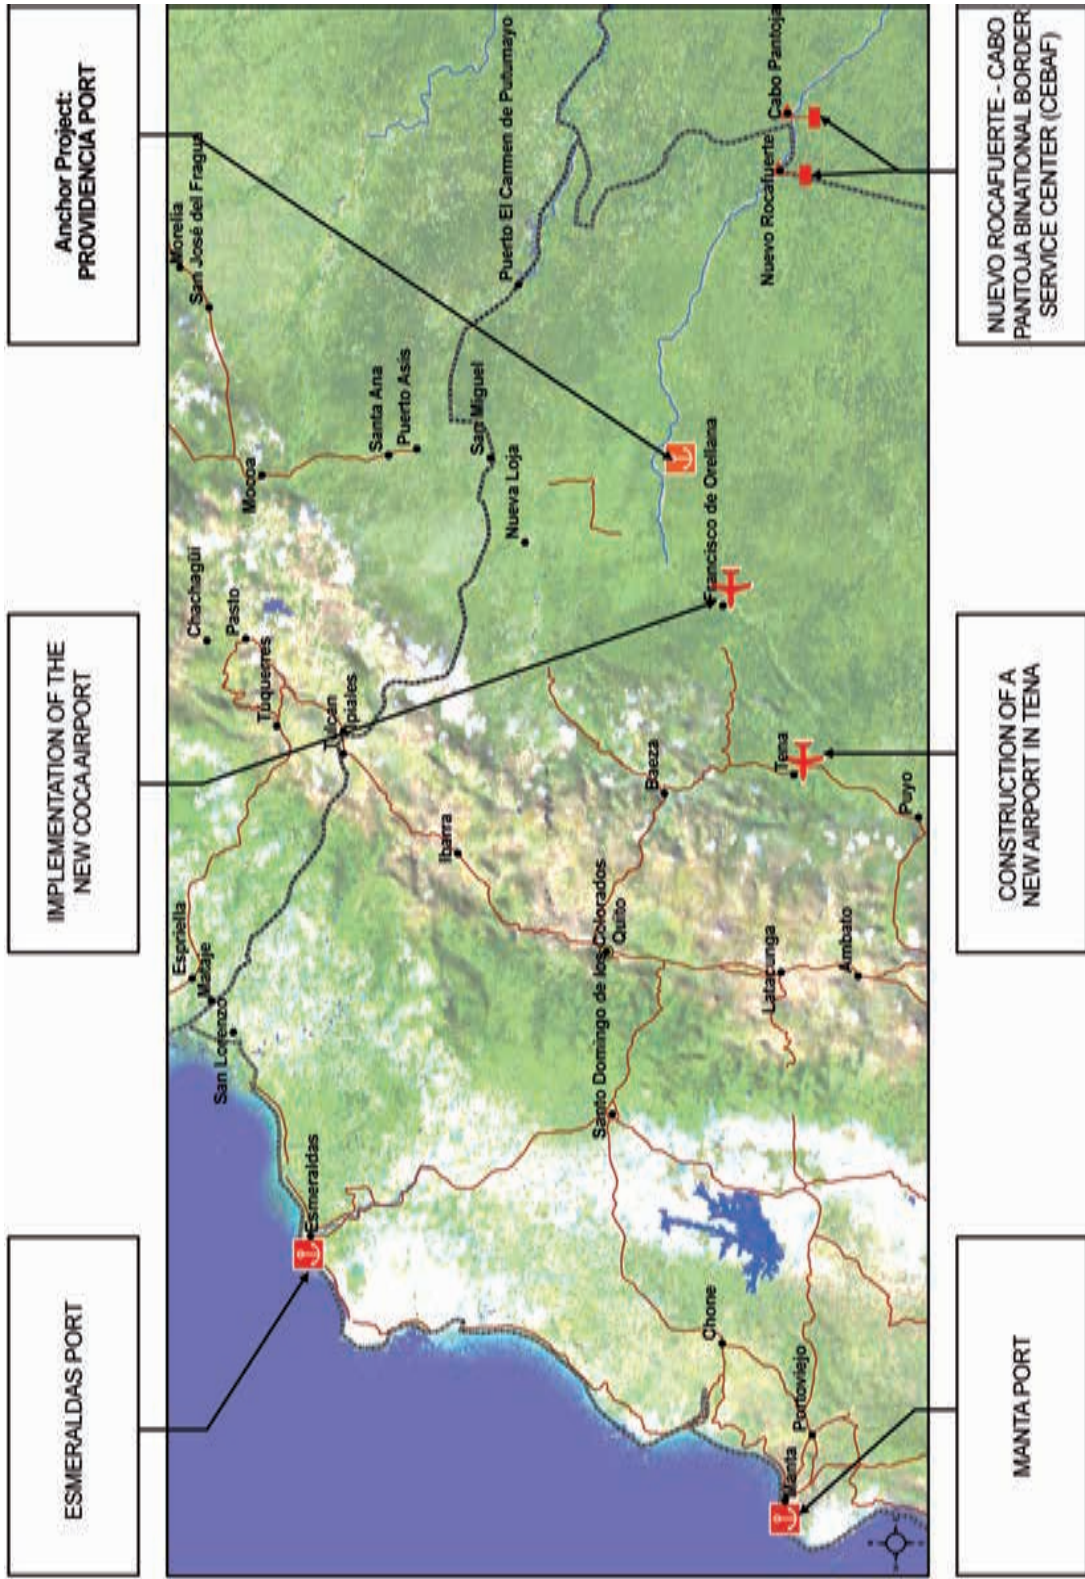 ESMERALDAS PORT
IMPLEMENTATION OF THE
NEW COCA AIRPORT
Anchor Project:
PROVIDENCIA PORT
Morelia
San José del Fragua
Espriella
Mataje
San Lorenzo
Chachagüí
Pasto
Tuquerres
Mocoa
Esmeraldas
Tulcán
Ipiales
Santa Ana
Puerto Asís
Ibarra
San Miguel
Nueva Loja
Puerto El Carmen de Putumayo
Santo Domingo de los Colorados
Quito
Baeza
Chone
Francisco de Orellana
Nuevo Rocafuerte
Cabo Pantoja
Manta
Portoviejo
Latacunga
Tena
Ambato
Puyo
MANTA PORT
CONSTRUCTION OF A
NEW AIRPORT IN TENA
NUEVO ROCAFUERTE - CABO
PANTOJA BINATIONAL BORDER
SERVICE CENTER (CEBAF)